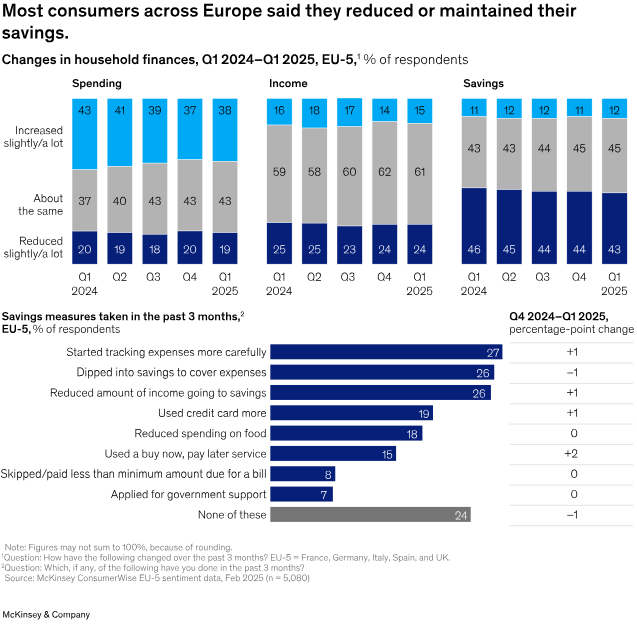 Most consumers across Europe said they reduced or maintained their
savings.
Changes in household finances, Q1 2024–Q1 2025, EU-5,¹ % of respondents
Spending Income Savings
Increased
slightly/a lot
43 41 39 37 38 16 18 17 14 15 11 12 12 11 12
About
the same
37 40 43 43 43 59 58 60 62 61 43 43 44 45 45
Reduced
slightly/a lot
20 19 18 20 19 25 25 23 24 24 46 45 44 44 43
Q1 Q2 Q3 Q4 Q1 Q1 Q2 Q3 Q4 Q1 Q1 Q2 Q3 Q4 Q1
2024 2025 2024 2025 2024 2025
Savings measures taken in the past 3 months,²
EU-5, % of respondents
Q4 2024–Q1 2025,
percentage-point change
Started tracking expenses more carefully 27 +1
Dipped into savings to cover expenses 26 –1
Reduced amount of income going to savings 26 +1
Used credit card more 19 +1
Reduced spending on food 18 0
Used a buy now, pay later service 15 +2
Skipped/paid less than minimum amount due for a bill 8 0
Applied for government support 7 0
None of these 24 –1
Note: Figures may not sum to 100%, because of rounding.
¹Question: How have the following changed over the past 3 months? EU-5 = France, Germany, Italy, Spain, and UK.
²Question: Which, if any, of the following have you done in the past 3 months?
Source: McKinsey ConsumerWise EU-5 sentiment data, Feb 2025 (n = 5,080)
McKinsey & Company